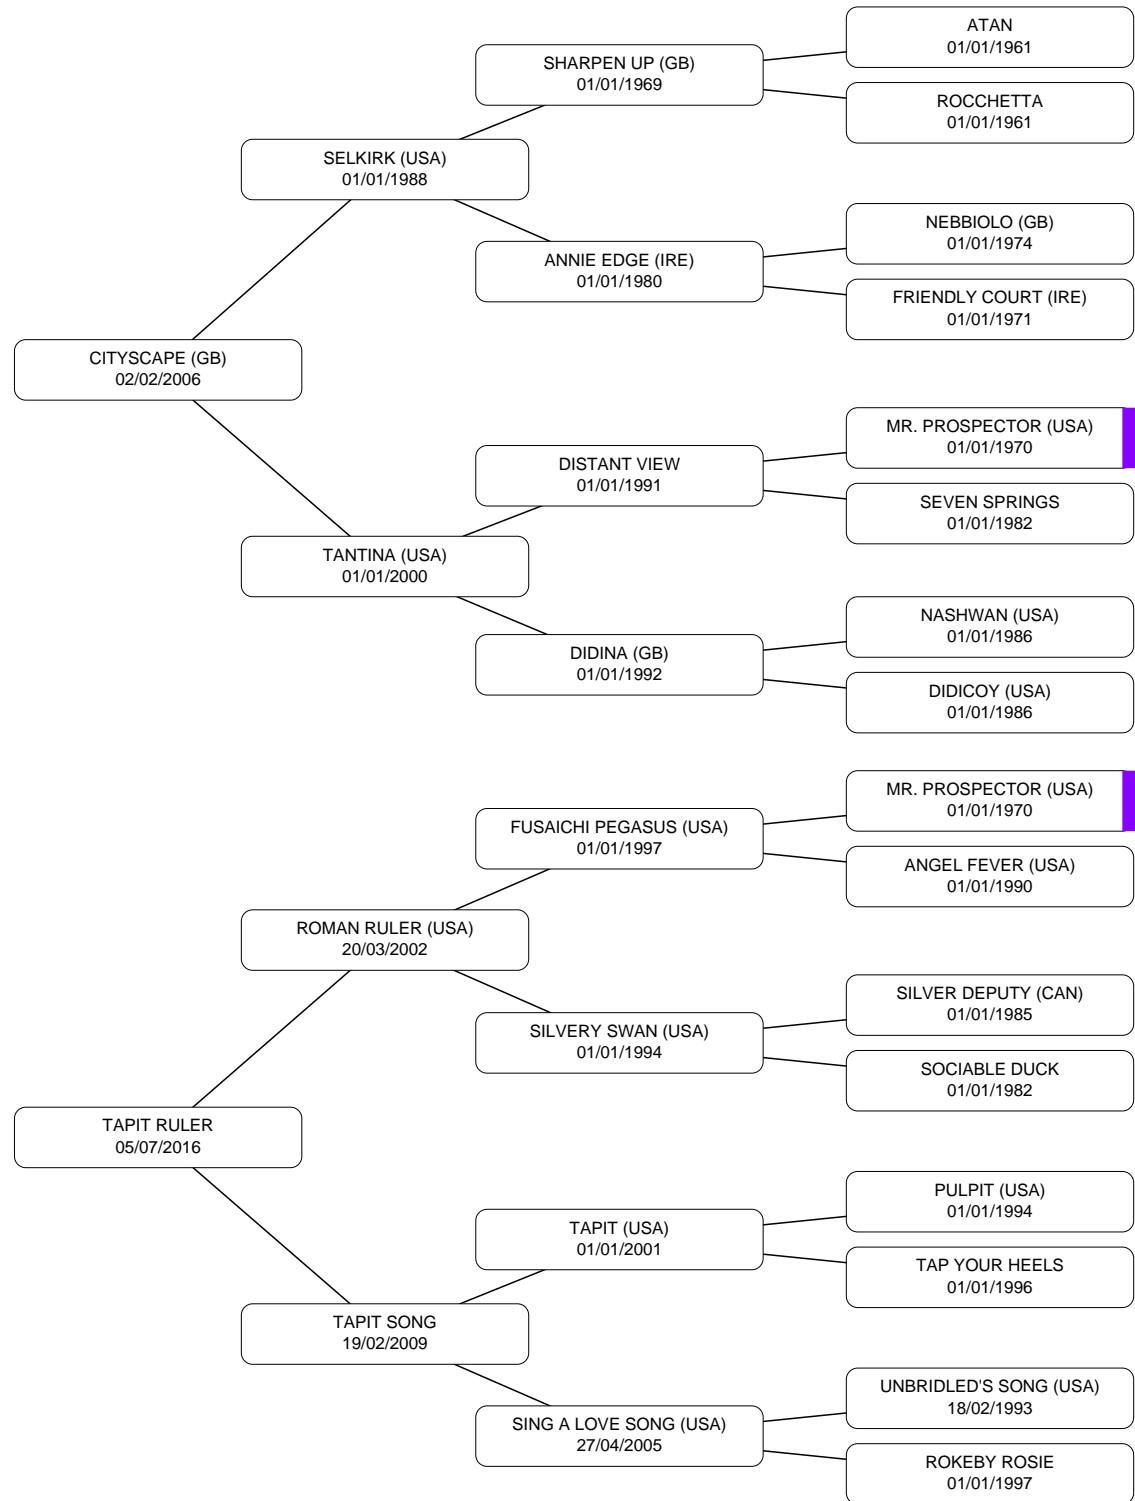 ATAN
01/01/1961
SHARPEN UP (GB)
01/01/1969
ROCCHETTA
01/01/1961
SELKIRK (USA)
01/01/1988
NEBBIOLO (GB)
01/01/1974
ANNIE EDGE (IRE)
01/01/1980
FRIENDLY COURT (IRE)
01/01/1971
CITYSCAPE (GB)
02/02/2006
MR. PROSPECTOR (USA)
01/01/1970
DISTANT VIEW
01/01/1991
SEVEN SPRINGS
01/01/1982
TANTINA (USA)
01/01/2000
NASHWAN (USA)
01/01/1986
DIDINA (GB)
01/01/1992
DIDICOY (USA)
01/01/1986
MR. PROSPECTOR (USA)
01/01/1970
FUSAICHI PEGASUS (USA)
01/01/1997
ANGEL FEVER (USA)
01/01/1990
ROMAN RULER (USA)
20/03/2002
SILVER DEPUTY (CAN)
01/01/1985
SILVERY SWAN (USA)
01/01/1994
SOCIABLE DUCK
01/01/1982
TAPIT RULER
05/07/2016
PULPIT (USA)
01/01/1994
TAPIT (USA)
01/01/2001
TAP YOUR HEELS
01/01/1996
TAPIT SONG
19/02/2009
UNBRIDLED'S SONG (USA)
18/02/1993
SING A LOVE SONG (USA)
27/04/2005
ROKEBY ROSIE
01/01/1997